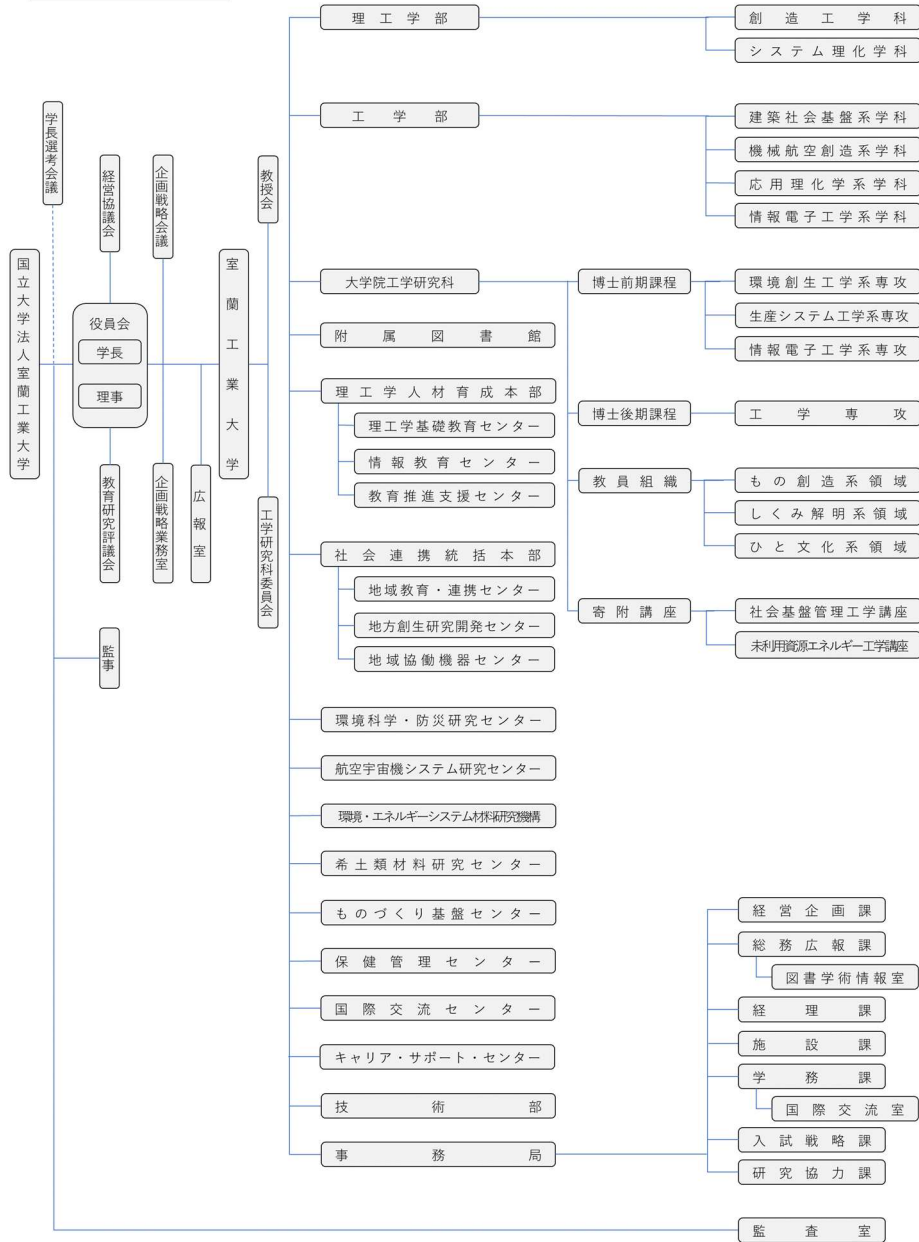 学長選考会議
国立大学法人室蘭工業大学
経営協議会
役員会
学長
理事
教育研究評議会
監事
企画戦略会議
企画戦略業務室
広報室
室蘭工業大学
教授会
工学研究科委員会
理工学部
創造工学科
システム理化学科
工学部
建築社会基盤系学科
機械航空創造系学科
応用理化学系学科
情報電子工学系学科
大学院工学研究科
博士前期課程
環境創生工学系専攻
生産システム工学系専攻
情報電子工学系専攻
博士後期課程
工学専攻
教員組織
もの創造系領域
しくみ解明系領域
ひと文化系領域
寄附講座
社会基盤管理工学講座
未利用資源エネルギー工学講座
附属図書館
理工学人材育成本部
理工学基礎教育センター
情報教育センター
教育推進支援センター
社会連携統括本部
地域教育・連携センター
地方創生研究開発センター
地域協働機器センター
環境科学・防災研究センター
航空宇宙機システム研究センター
環境・エネルギーシステム材料研究機構
希土類材料研究センター
ものづくり基盤センター
保健管理センター
国際交流センター
キャリア・サポート・センター
技術部
事務局
経営企画課
総務広報課
図書学術情報室
経理課
施設課
学務課
国際交流室
入試戦略課
研究協力課
監査室